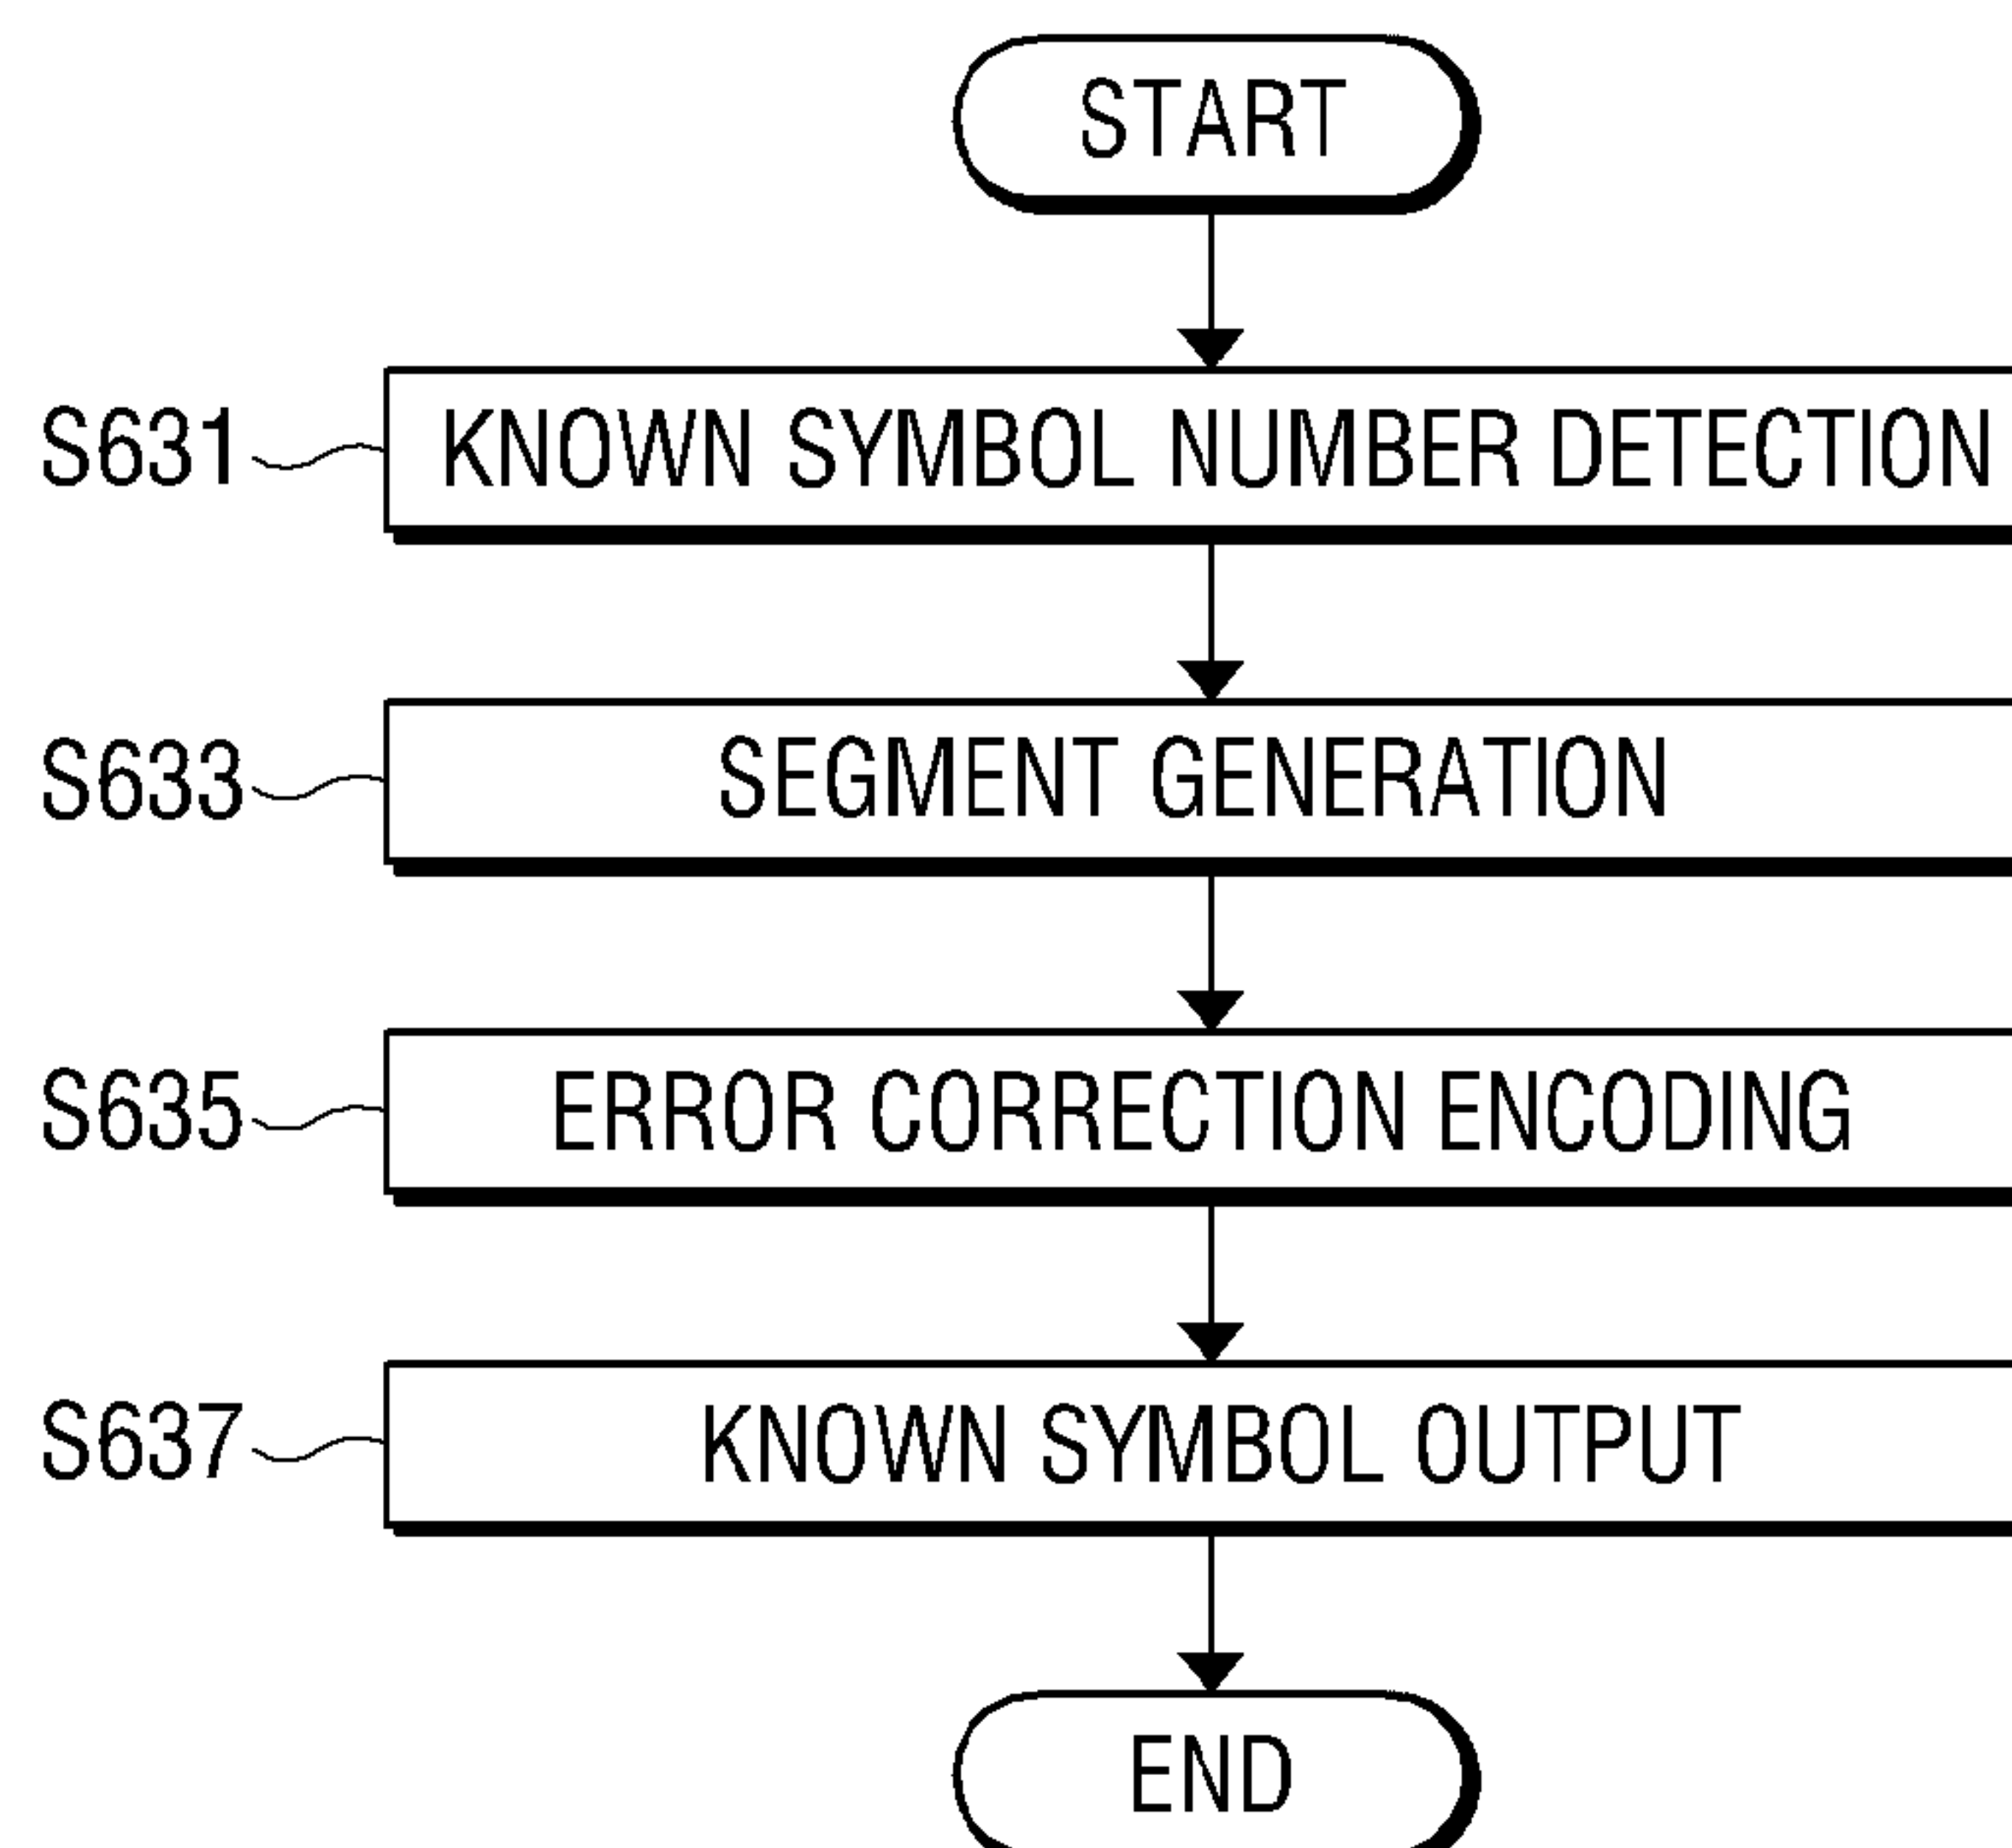 START
S631 KNOWN SYMBOL NUMBER DETECTION
S633 SEGMENT GENERATION
S635 ERROR CORRECTION ENCODING
S637 KNOWN SYMBOL OUTPUT
END